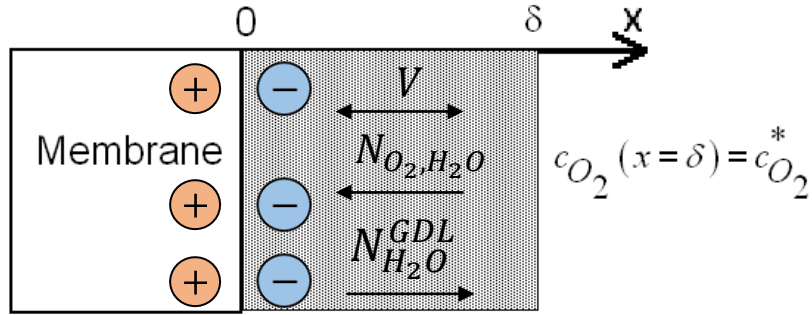 0 δ x
+ − V
Membrane N_{O_2,H_2O} c_{O_2} (x = δ) = c^*_{O_2}
+ −
N^{GDL}_{H_2O}
+ −